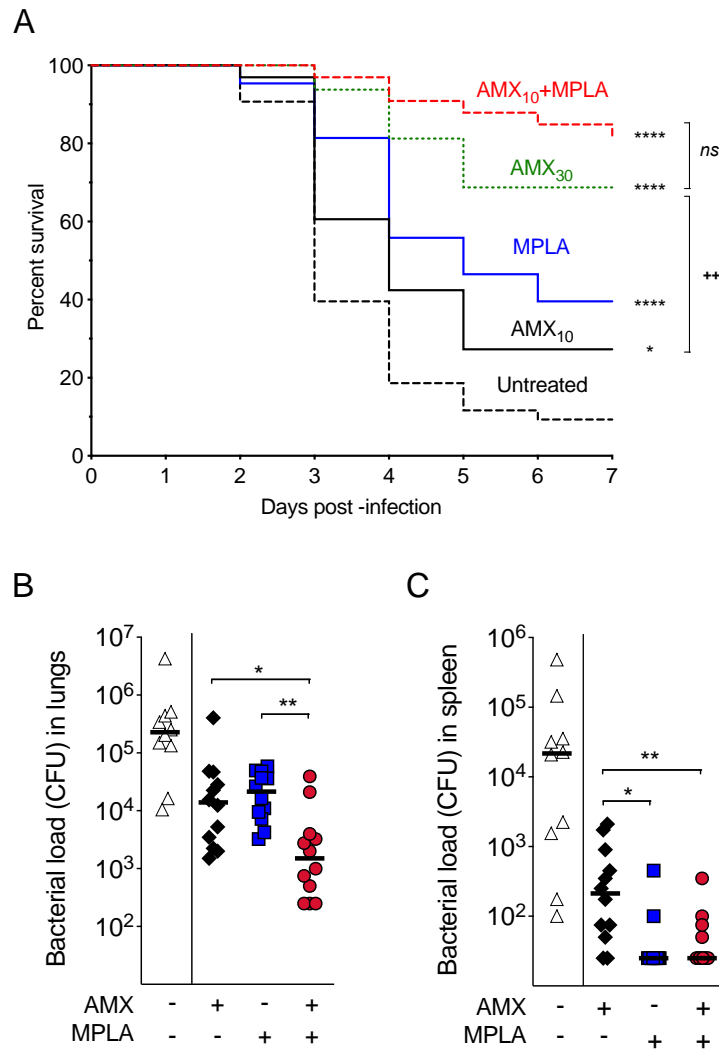 A
100
80
60
40
20
0
Percent survival
0 1 2 3 4 5 6 7
Days post -infection
AMX10+MPLA
AMX30
MPLA
AMX10
Untreated
****
****
****
*
ns
++
B
Bacterial load (CFU) in lungs
10^7
10^6
10^5
10^4
10^3
10^2
*
**
AMX - + - +
MPLA - - + +
C
Bacterial load (CFU) in spleen
10^6
10^5
10^4
10^2
**
*
AMX - + - +
MPLA - - + +